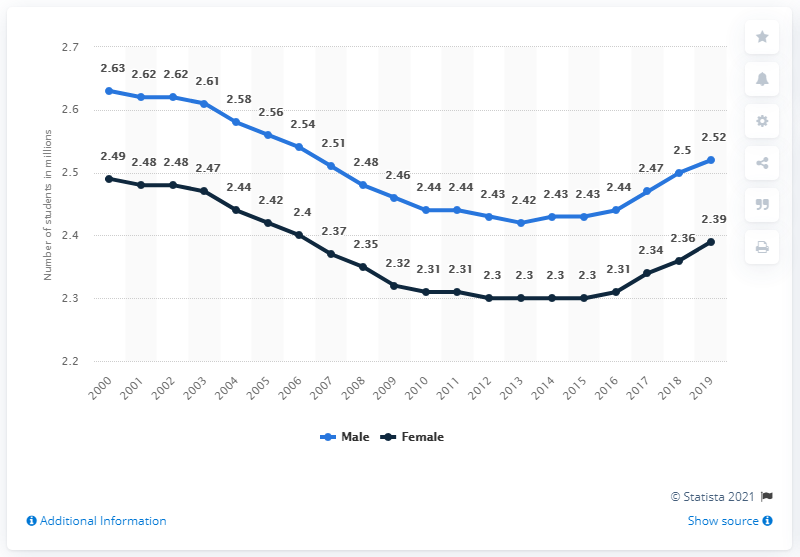 2.7
2.6
2.5
2.4
2.3
2.2
Number of students in millions
2.63 2.62 2.62 2.61 2.58 2.56 2.54 2.51 2.48 2.46 2.44 2.44 2.43 2.42 2.43 2.43 2.44 2.47 2.5 2.52
2.49 2.48 2.48 2.47 2.44 2.42 2.4 2.37 2.35 2.32 2.31 2.31 2.3 2.3 2.3 2.3 2.31 2.34 2.36 2.39
2000 2001 2002 2003 2004 2005 2006 2007 2008 2009 2010 2011 2012 2013 2014 2015 2016 2017 2018 2019
Male Female
© Statista 2021
Additional Information Show source